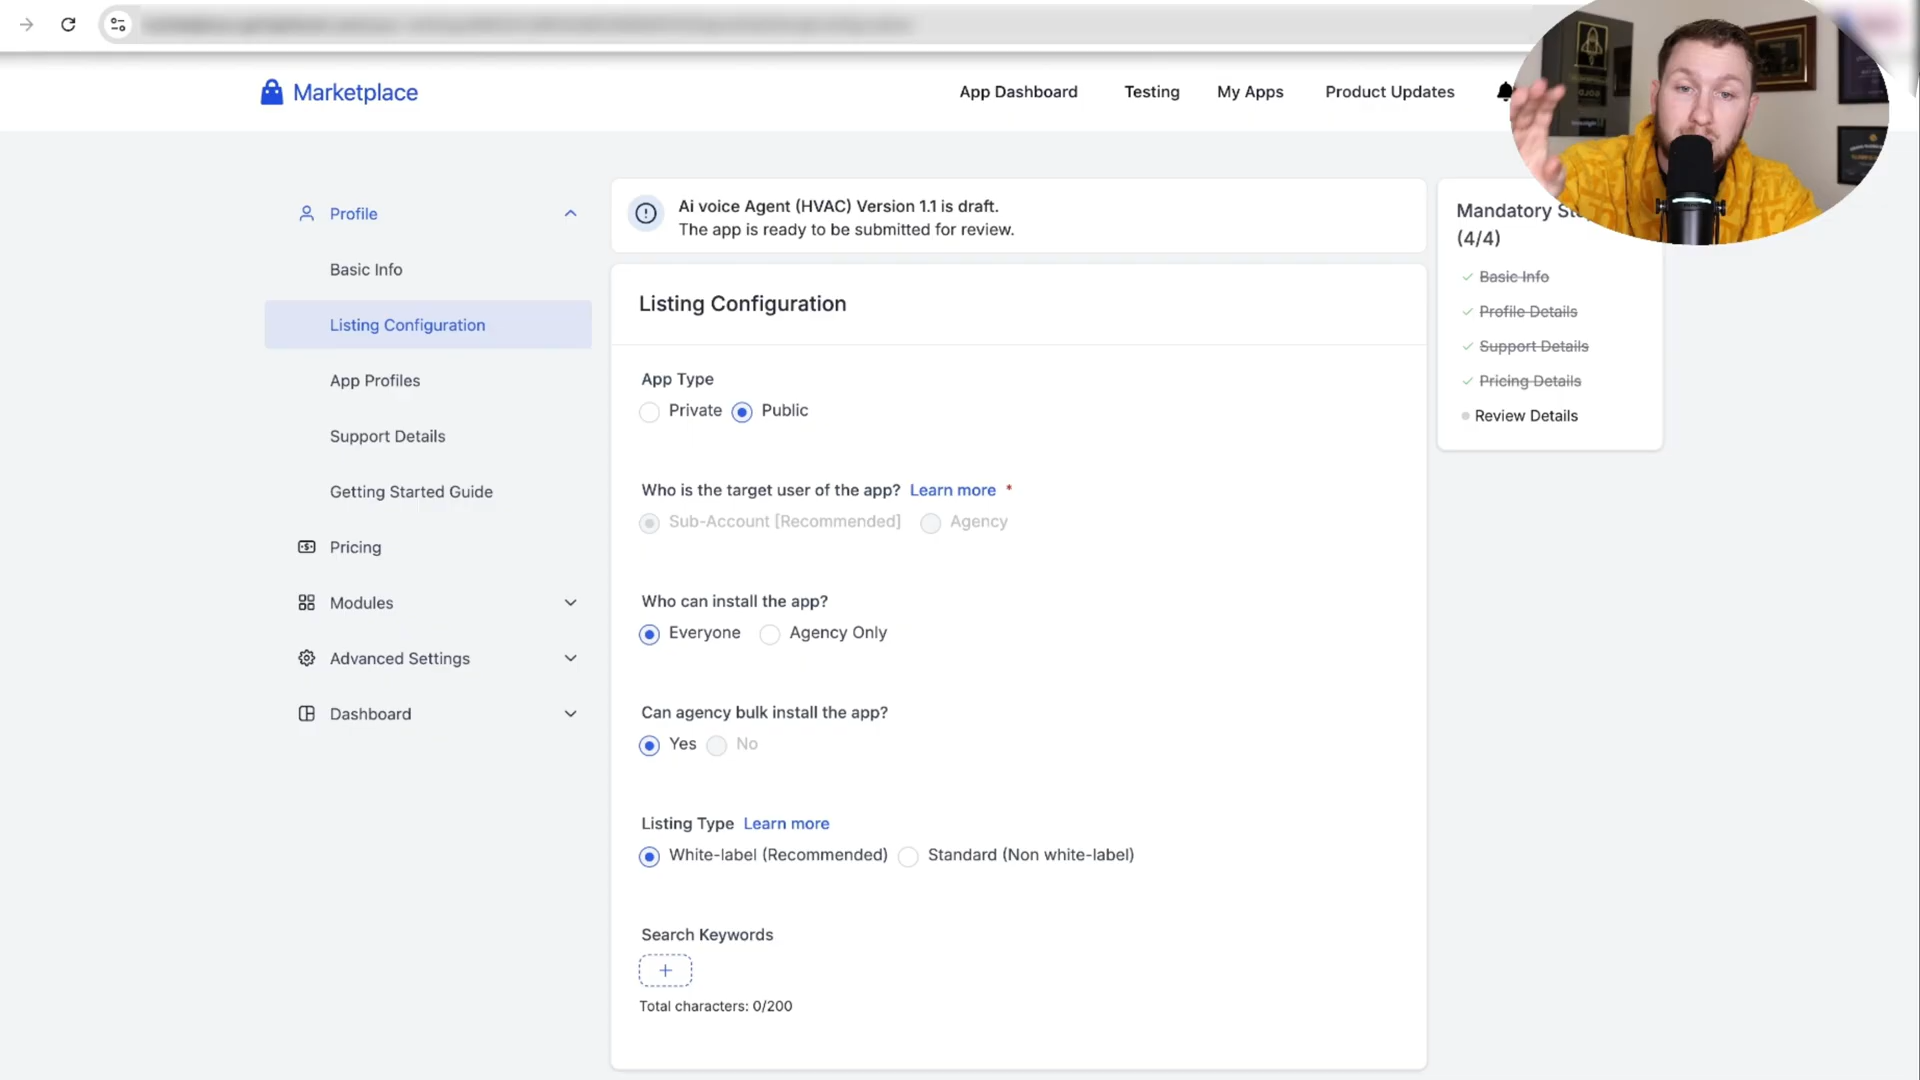 Marketplace
App Dashboard
Testing
My Apps
Product Updates
Profile
Basic Info
Listing Configuration
App Profiles
Support Details
Getting Started Guide
Pricing
Modules
Advanced Settings
Dashboard
Ai voice Agent (HVAC) Version 1.1 is draft.
The app is ready to be submitted for review.
Listing Configuration
App Type
Private Public
Who is the target user of the app? Learn more *
Sub-Account [Recommended] Agency
Who can install the app?
Everyone Agency Only
Can agency bulk install the app?
Yes No
Listing Type Learn more
White-label (Recommended) Standard (Non white-label)
Search Keywords
+
Total characters: 0/200
Mandatory
(4/4)
Basic Info
Profile Details
Support Details
Pricing Details
Review Details